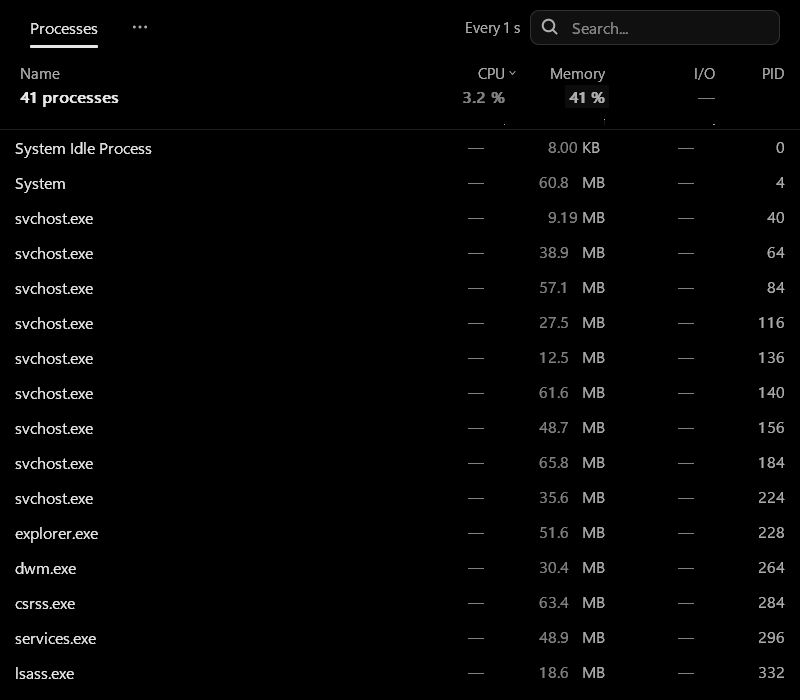 Processes ··· Every 1 s Search...
Name CPU Memory I/O PID
41 processes 3.2 % 41 % —
System Idle Process — 8.00 KB — 0
System — 60.8 MB — 4
svchost.exe — 9.19 MB — 40
svchost.exe — 38.9 MB — 64
svchost.exe — 57.1 MB — 84
svchost.exe — 27.5 MB — 116
svchost.exe — 12.5 MB — 136
svchost.exe — 61.6 MB — 140
svchost.exe — 48.7 MB — 156
svchost.exe — 65.8 MB — 184
svchost.exe — 35.6 MB — 224
explorer.exe — 51.6 MB — 228
dwm.exe — 30.4 MB — 264
csrss.exe — 63.4 MB — 284
services.exe — 48.9 MB — 296
lsass.exe — 18.6 MB — 332